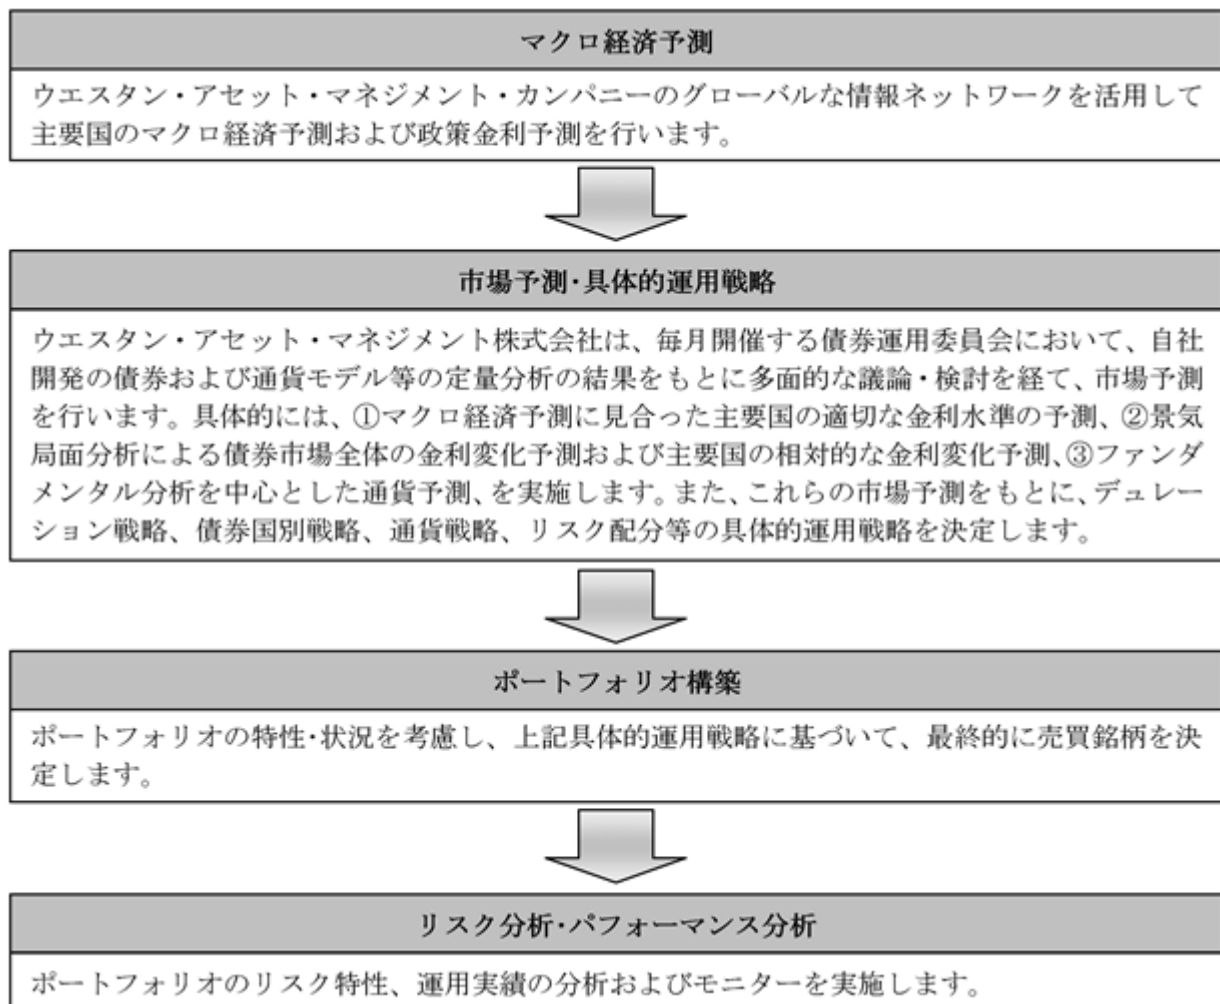 マクロ経済予測
ウエスタン・アセット・マネジメント・カンパニーのグローバルな情報ネットワークを活用して
主要国のマクロ経済予測および政策金利予測を行います。
市場予測･具体的運用戦略
ウエスタン・アセット・マネジメント株式会社は、毎月開催する債券運用委員会において、自社
開発の債券および通貨モデル等の定量分析の結果をもとに多面的な議論・検討を経て、市場予測
を行います。具体的には、①マクロ経済予測に見合った主要国の適切な金利水準の予測、②景気
局面分析による債券市場全体の金利変化予測および主要国の相対的な金利変化予測、③ファンダ
メンタル分析を中心とした通貨予測、を実施します。また、これらの市場予測をもとに、デュレー
ション戦略、債券国別戦略、通貨戦略、リスク配分等の具体的運用戦略を決定します。
ポートフォリオ構築
ポートフォリオの特性･状況を考慮し、上記具体的運用戦略に基づいて、最終的に売買銘柄を決
定します。
リスク分析･パフォーマンス分析
ポートフォリオのリスク特性、運用実績の分析およびモニターを実施します。